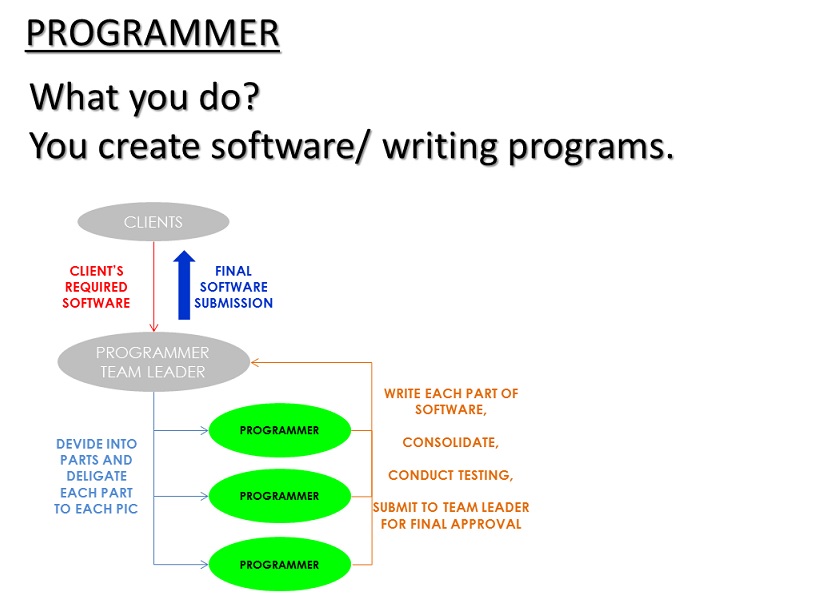 PROGRAMMER
What you do?
You create software/ writing programs.
CLIENTS
CLIENT'S
REQUIRED
SOFTWARE
FINAL
SOFTWARE
SUBMISSION
PROGRAMMER
TEAM LEADER
DEVIDE INTO
PARTS AND
DELIGATE
EACH PART
TO EACH PIC
PROGRAMMER
PROGRAMMER
PROGRAMMER
WRITE EACH PART OF
SOFTWARE,
CONSOLIDATE,
CONDUCT TESTING,
SUBMIT TO TEAM LEADER
FOR FINAL APPROVAL